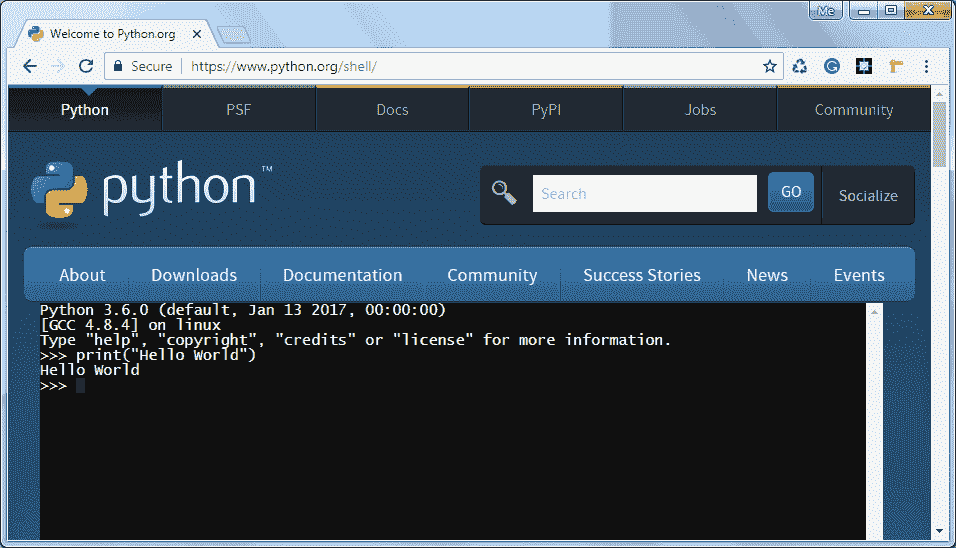 Me
Welcome to Python.org
Secure https://www.python.org/shell/
Python PSF Docs PyPI Jobs Community
python™
Search GO Socialize
About Downloads Documentation Community Success Stories News Events
Python 3.6.0 (default, Jan 13 2017, 00:00:00)
[GCC 4.8.4] on linux
Type "help", "copyright", "credits" or "license" for more information.
>>> print("Hello World")
Hello World
>>>